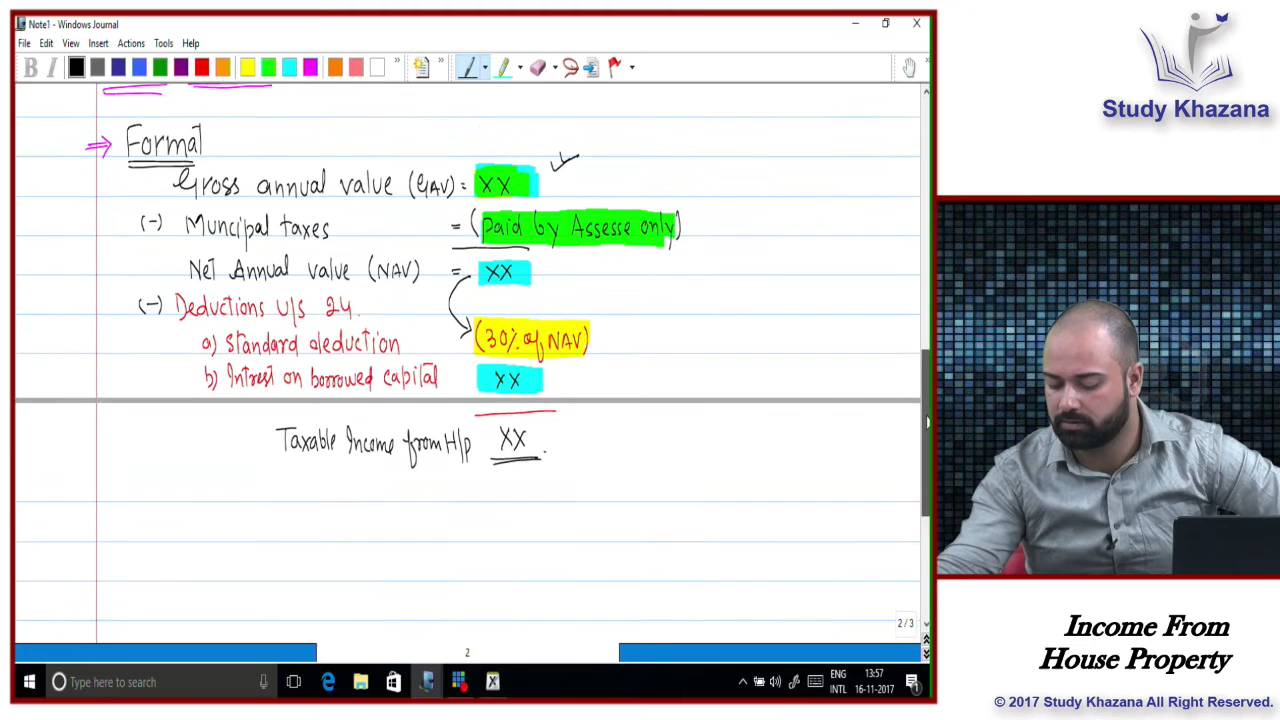 Note1 - Windows Journal
File Edit View Insert Actions Tools Help
B I
Study Khazana
Format
Gross annual value (GAV) = XX
(-) Muncipal taxes = (Paid by Assesse only)
Net Annual value (NAV) = XX
(-) Deductions U/s 24.
a) Standard deduction (30% of NAV)
b) Intrest on borrowed capital XX
Taxable Income from H/p XX
2 / 3
2
Type here to search
ENG
INTL
13:57
16-11-2017
1
Income From
House Property
© 2017 Study Khazana All Right Reserved.